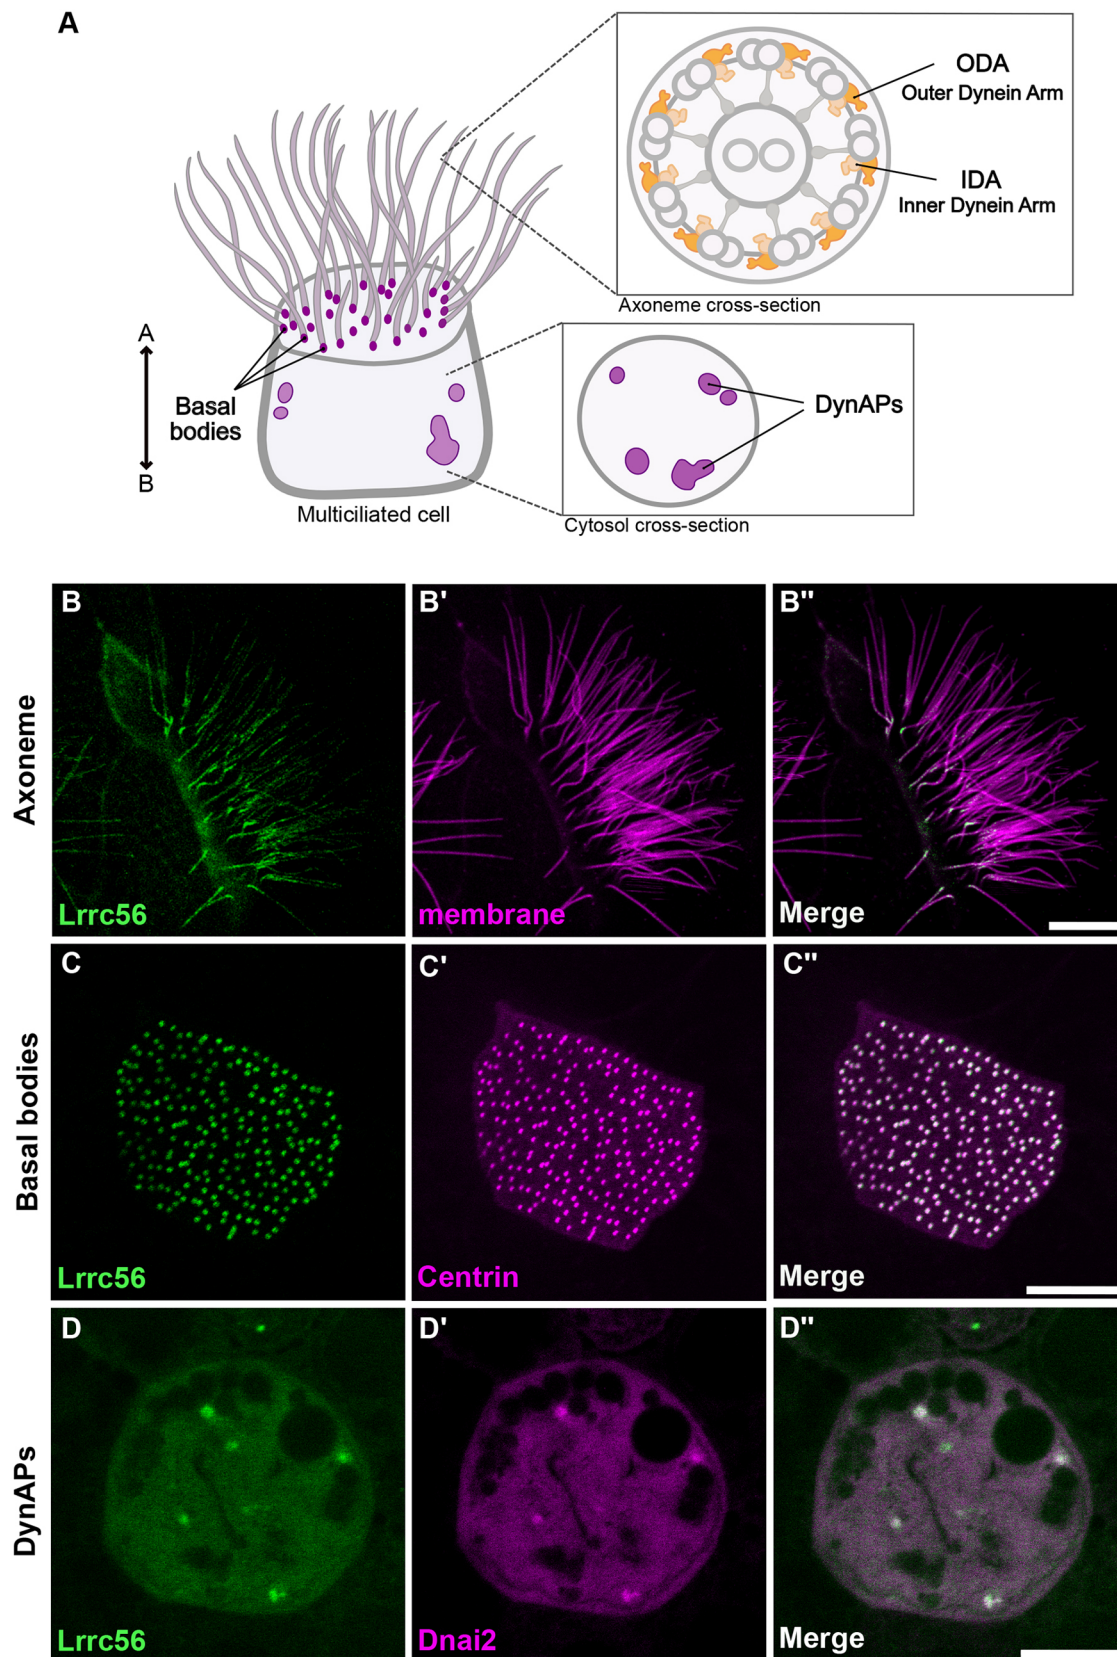 A
ODA
Outer Dynein Arm
IDA
Inner Dynein Arm
Axoneme cross-section
A
Basal
bodies
B
DynAPs
Multiciliated cell
Cytosol cross-section
Axoneme
B
Lrrc56
B'
membrane
B"
Merge
Basal bodies
C
Lrrc56
C'
Centrin
C"
Merge
DynAPs
D
Lrrc56
D'
Dnai2
D"
Merge